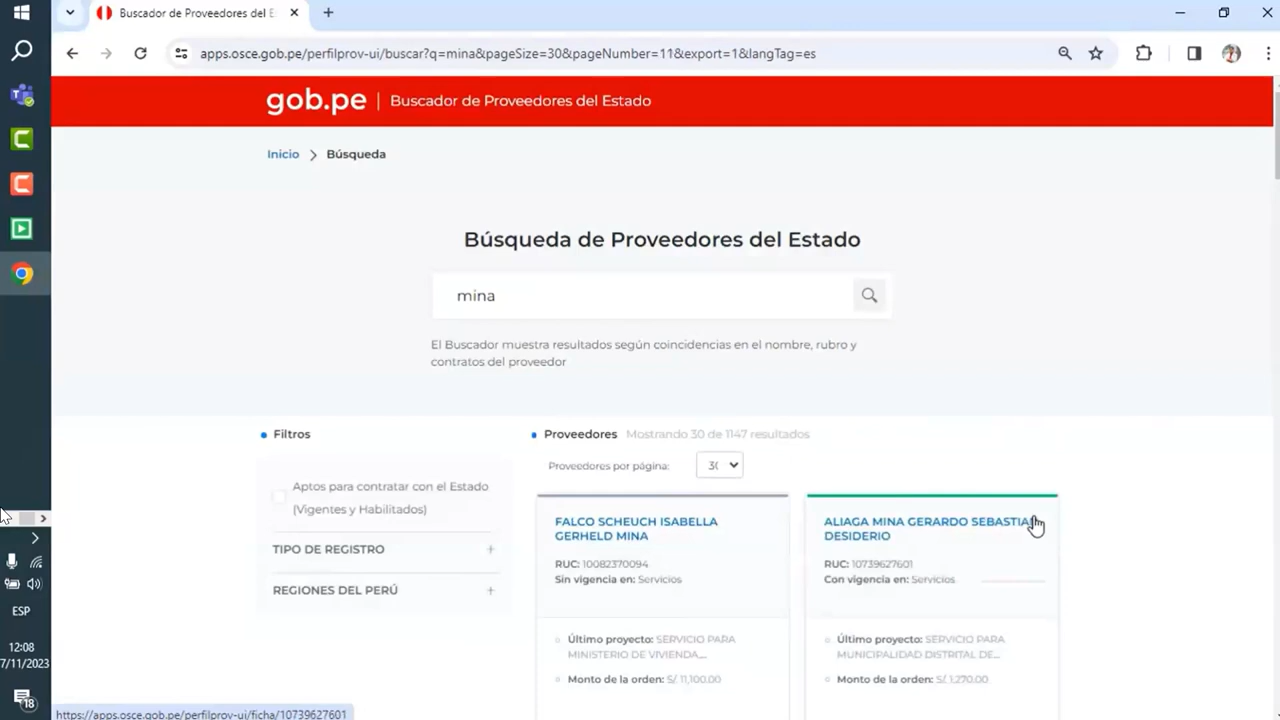 Buscador de Proveedores del E
apps.osce.gob.pe/perfilprov-ui/buscar?q=mina&pageSize=30&pageNumber=11&export=1&langTag=es
gob.pe | Buscador de Proveedores del Estado
Inicio > Búsqueda
Búsqueda de Proveedores del Estado
mina
El Buscador muestra resultados según coincidencias en el nombre, rubro y
contratos del proveedor
Filtros
Aptos para contratar con el Estado
(Vigentes y Habilitados)
TIPO DE REGISTRO +
REGIONES DEL PERÚ +
Proveedores Mostrando 30 de 1147 resultados
Proveedores por página: 30
FALCO SCHEUCH ISABELLA
GERHELD MINA
RUC: 10082370094
Sin vigencia en: Servicios
Último proyecto: SERVICIO PARA
MINISTERIO DE VIVIENDA,...
Monto de la orden: S/. 11,100.00
ALIAGA MINA GERARDO SEBASTIAN
DESIDERIO
RUC: 10739627601
Con vigencia en: Servicios
Último proyecto: SERVICIO PARA
MUNICIPALIDAD DISTRITAL DE...
Monto de la orden: S/. 1,270.00
ESP
12:08
7/11/2023
18
https://apps.osce.gob.pe/perfilprov-ui/ficha/10739627601